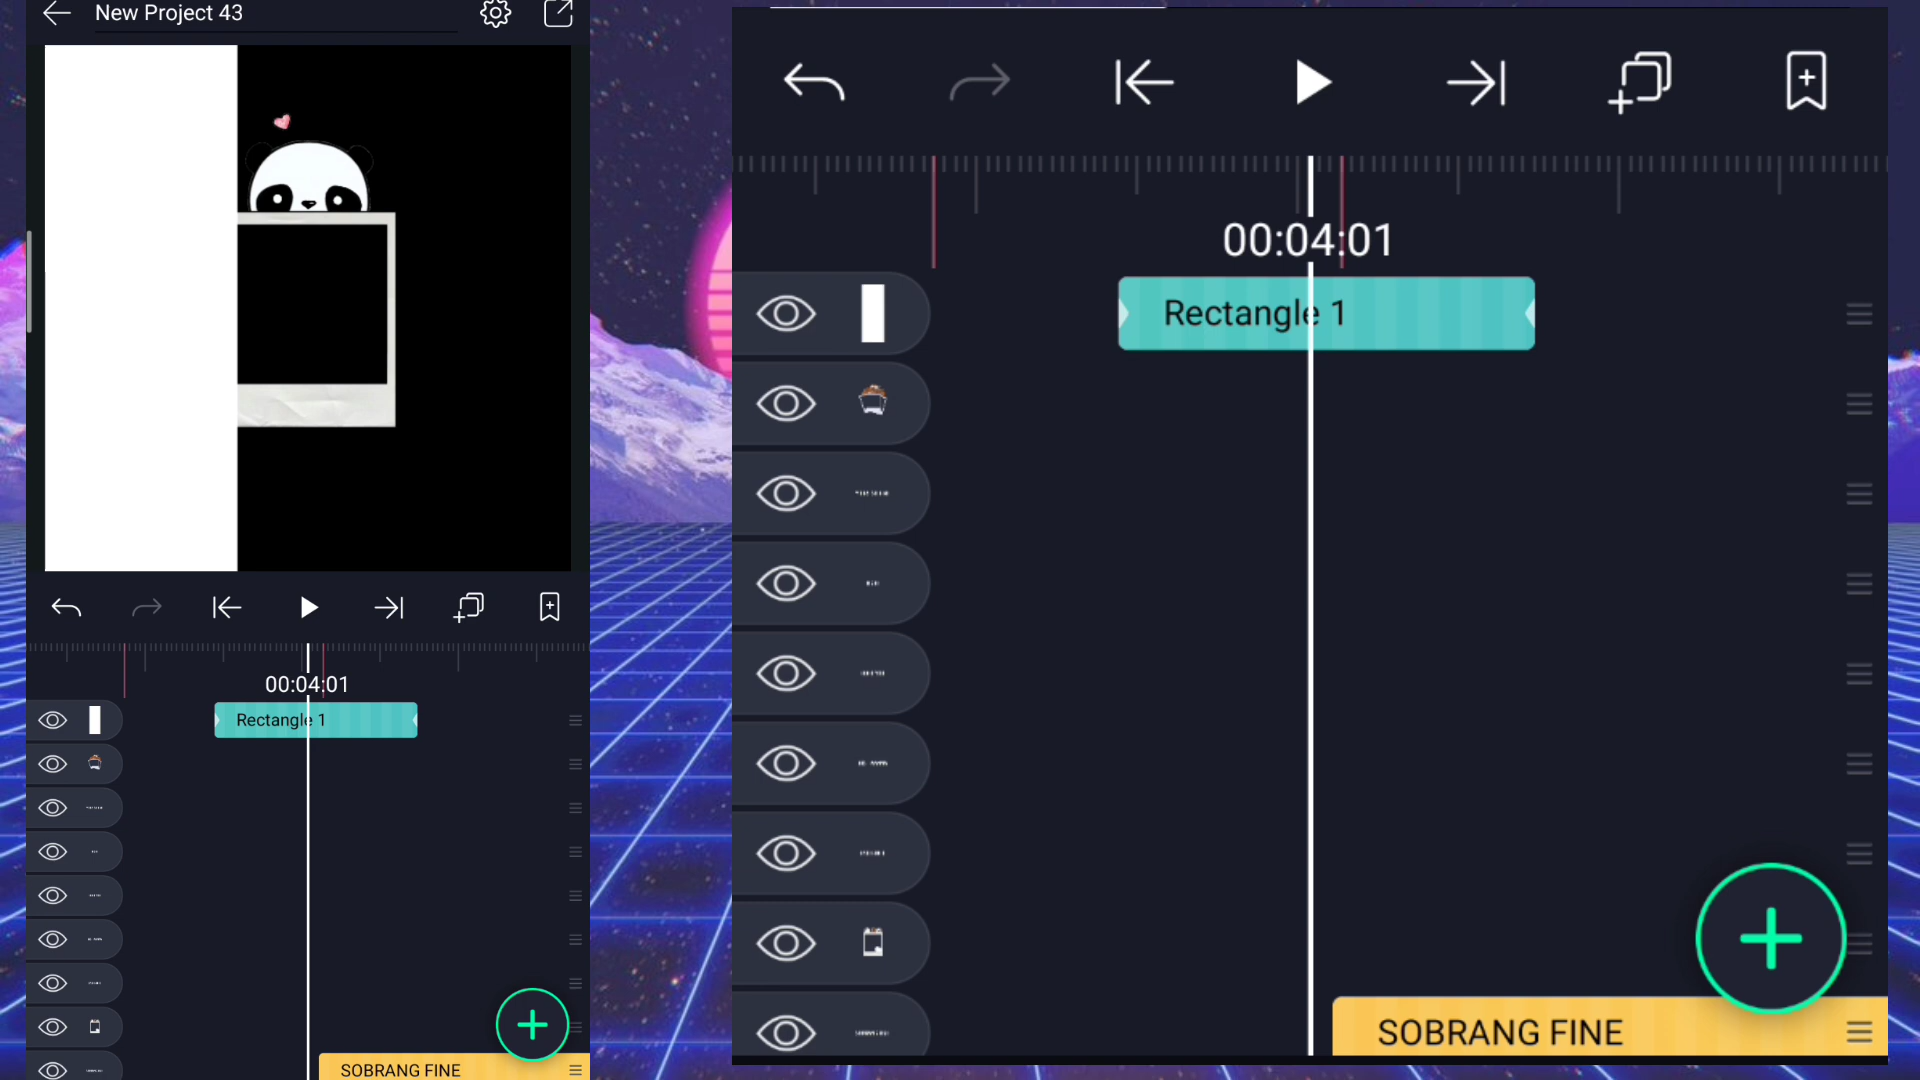 New Project 43
00:04:01
Rectangle 1
SOBRANG FINE
00:04:01
Rectangle 1
SOBRANG FINE